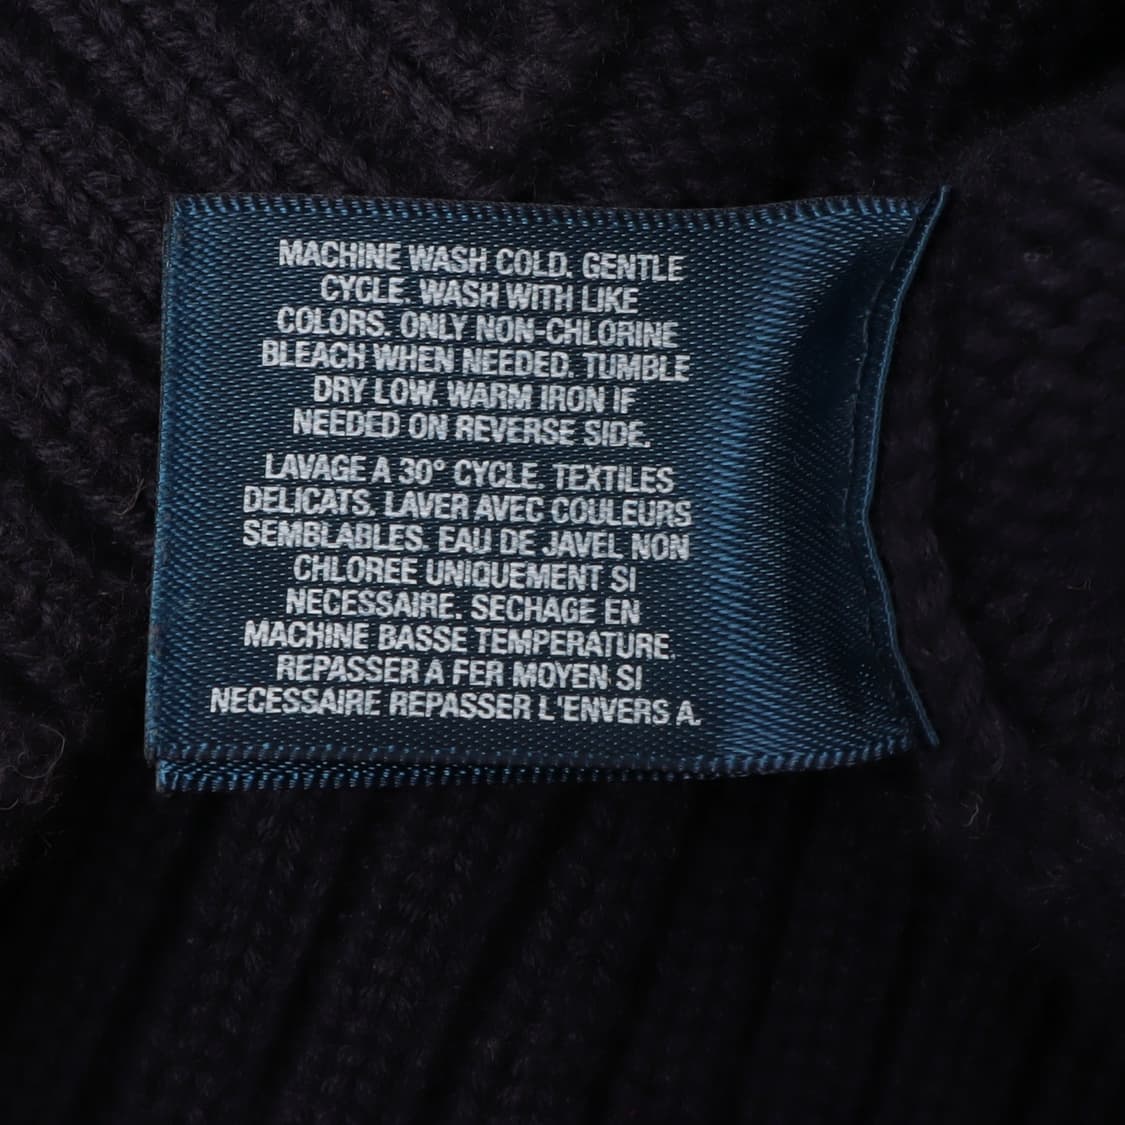 MACHINE WASH COLD. GENTLE
CYCLE. WASH WITH LIKE
COLORS. ONLY NON-CHLORINE
BLEACH WHEN NEEDED. TUMBLE
DRY LOW. WARM IRON IF
NEEDED ON REVERSE SIDE.
LAVAGE A 30° CYCLE TEXTILES
DELICATS. LAVER AVEC COULEURS
SEMBLABLES. EAU DE JAVEL NON
CHLOREE UNIQUEMENT SI
NECESSAIRE. SECHAGE EN
MACHINE BASSE TEMPERATURE.
REPASSER A FER MOYEN SI
NECESSAIRE REPASSER L'ENVERS A.